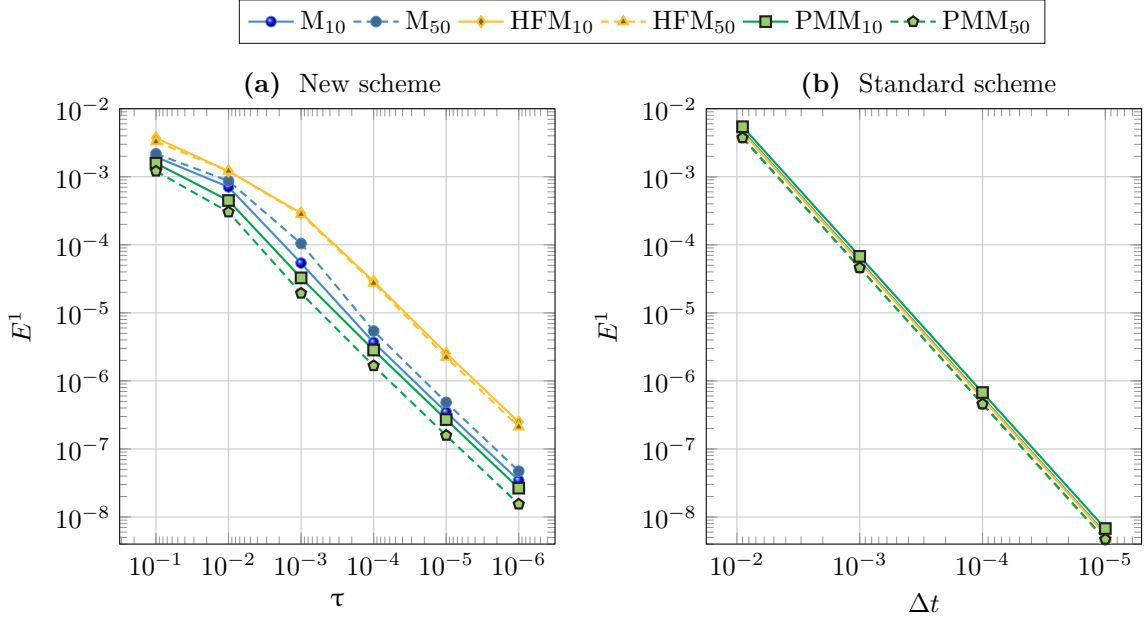 M₁₀ M₅₀ HFM₁₀ HFM₅₀ PMM₁₀ PMM₅₀
(a) New scheme
10⁻²
10⁻³
10⁻⁴
10⁻⁵
10⁻⁶
10⁻⁷
10⁻⁸
E¹
10⁻¹ 10⁻² 10⁻³ 10⁻⁴ 10⁻⁵ 10⁻⁶
τ
(b) Standard scheme
10⁻²
10⁻³
10⁻⁴
10⁻⁵
10⁻⁶
10⁻⁷
10⁻⁸
E¹
10⁻² 10⁻³ 10⁻⁴ 10⁻⁵
Δt